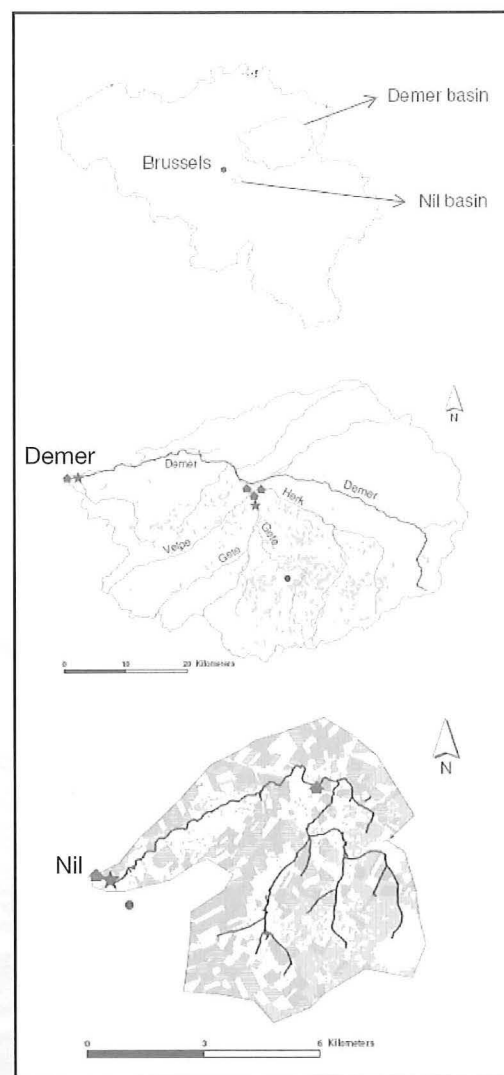 Demer basin
Brussels
Nil basin
N
Demer
Demer
Herk
Demer
Velpe
Gete
Gete
0 10 20 Kilometers
N
Nil
0 3 6 Kilometers